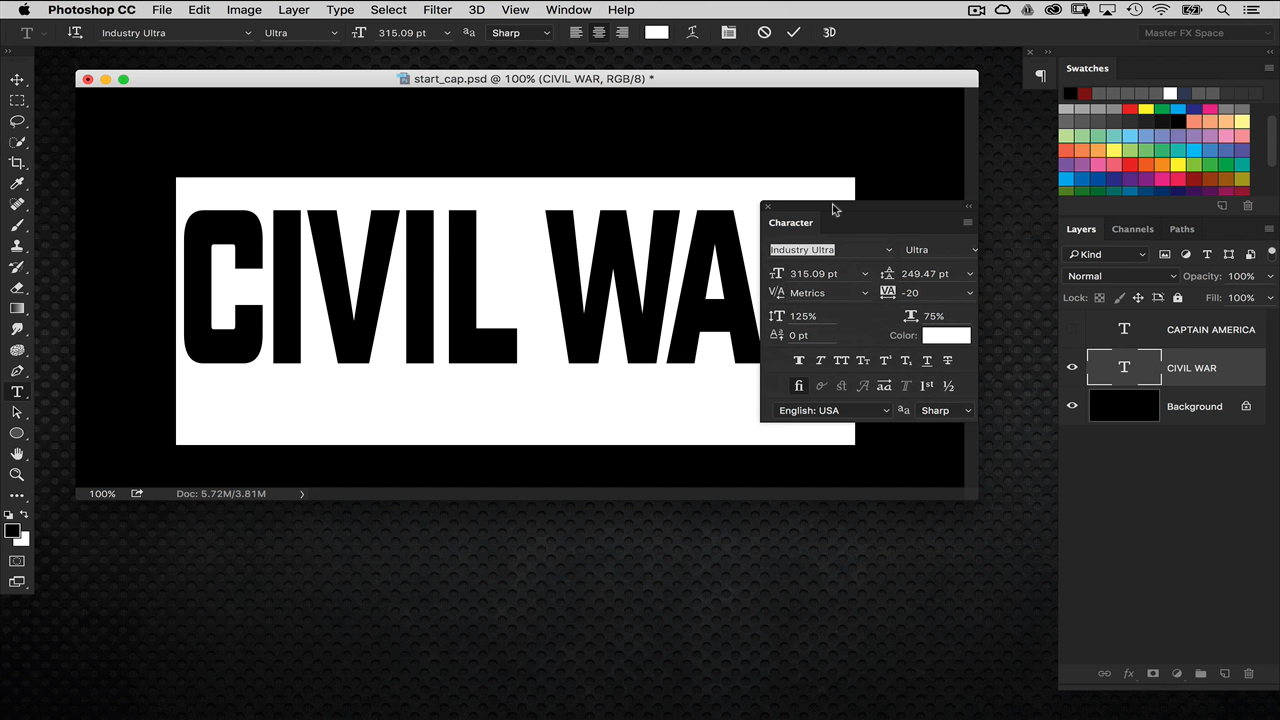 Photoshop CC File Edit Image Layer Type Select Filter 3D View Window Help
Industry Ultra Ultra 315.09 pt Sharp 3D Master FX Space
start_cap.psd @ 100% (CIVIL WAR, RGB/8) *
CIVIL WA
100% Doc: 5.72M/3.81M
Character
Industry Ultra Ultra
315.09 pt 249.47 pt
Metrics -20
125% 75%
0 pt Color:
English: USA Sharp
Swatches
Layers Channels Paths
Kind
Normal Opacity: 100%
Lock: Fill: 100%
CAPTAIN AMERICA
CIVIL WAR
Background